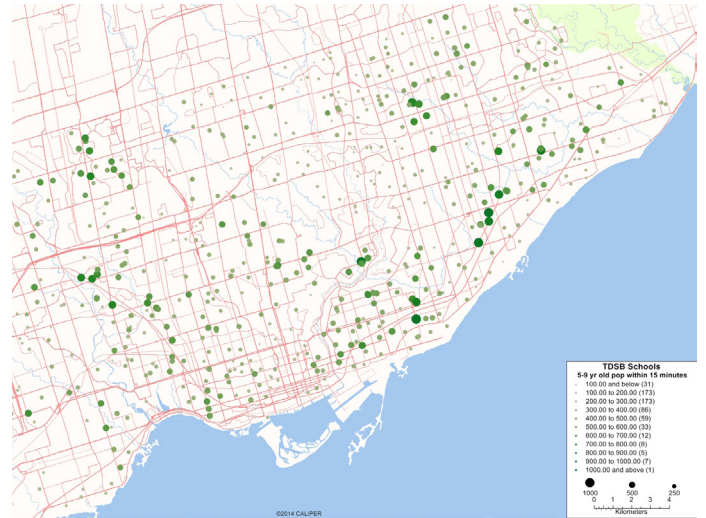 TDSB Schools
5-9 yr old pop within 15 minutes
100.00 and below (31)
100.00 to 200.00 (173)
200.00 to 300.00 (173)
300.00 to 400.00 (86)
400.00 to 500.00 (59)
500.00 to 600.00 (33)
600.00 to 700.00 (12)
700.00 to 800.00 (8)
800.00 to 900.00 (5)
900.00 to 1000.00 (7)
1000.00 and above (1)
1000 500 250
0 1 2 3 4
Kilometers
©2014 CALIPER